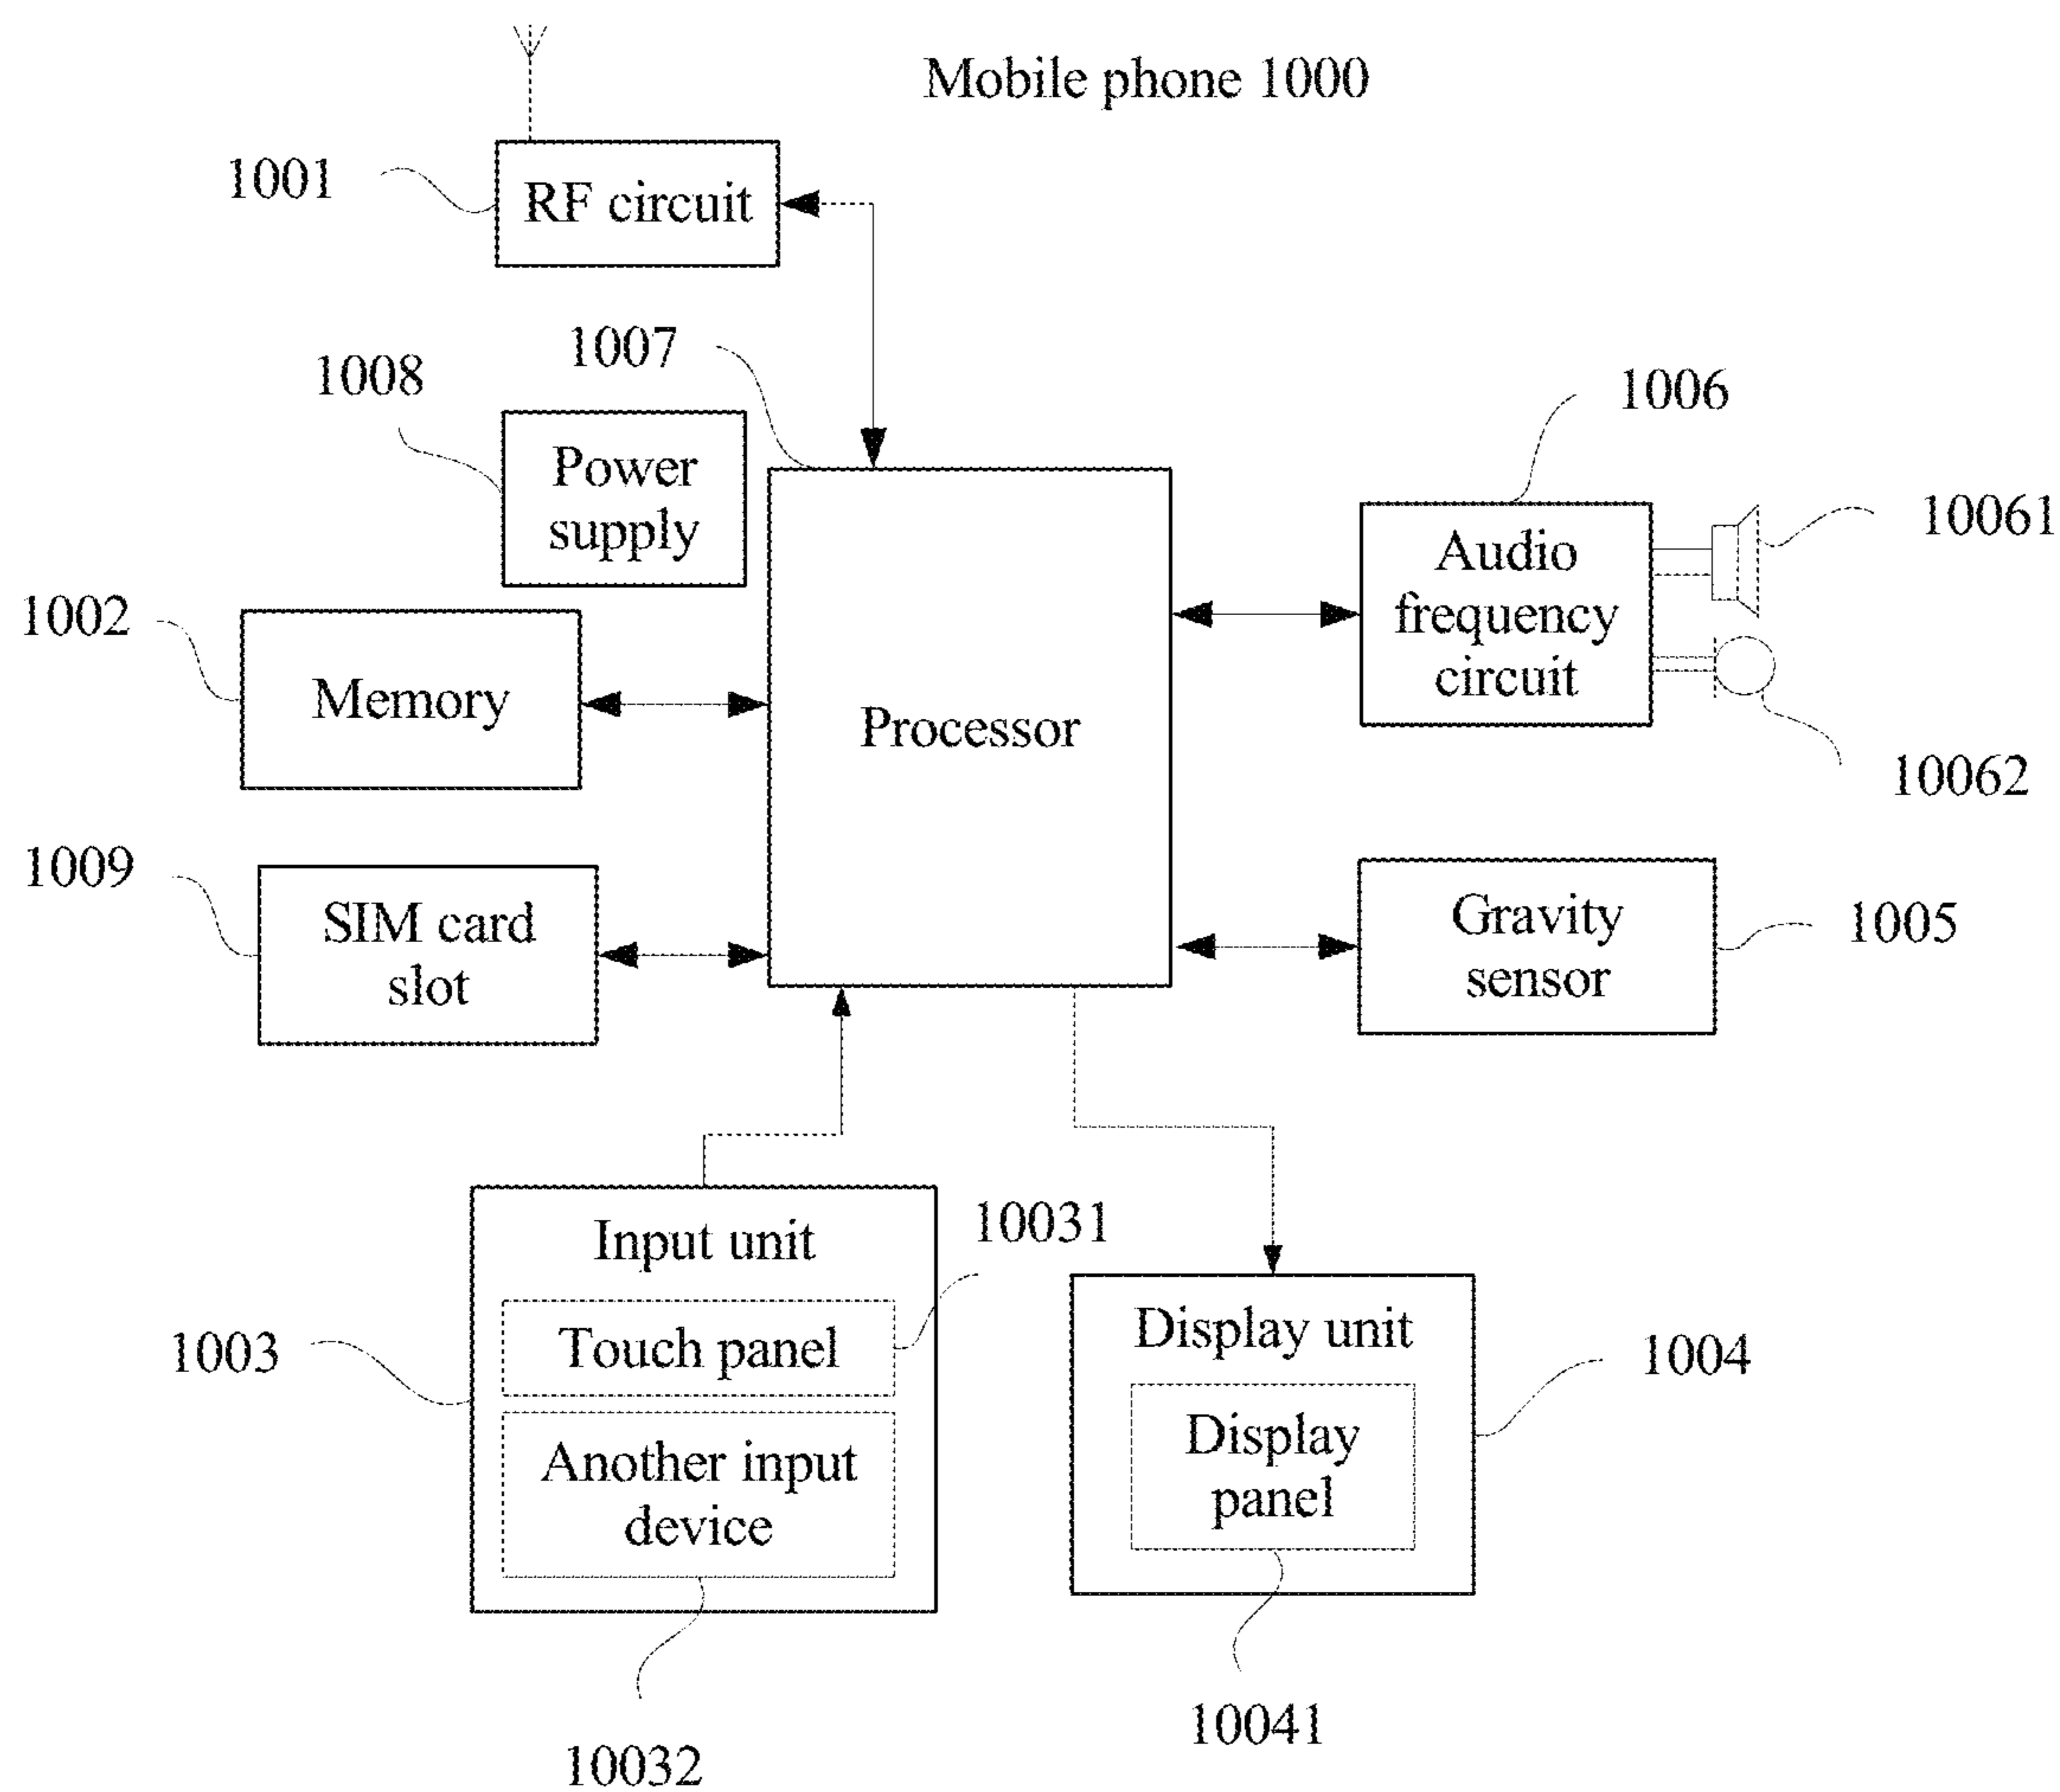 Mobile phone 1000
1001
RF circuit
1007
1008
Power
supply
1006
Audio
frequency
circuit
10061
10062
1002
Memory
Processor
1009
SIM card
slot
Gravity
sensor
1005
Input unit
10031
Touch panel
1003
Another input
device
10032
Display unit
1004
Display
panel
10041